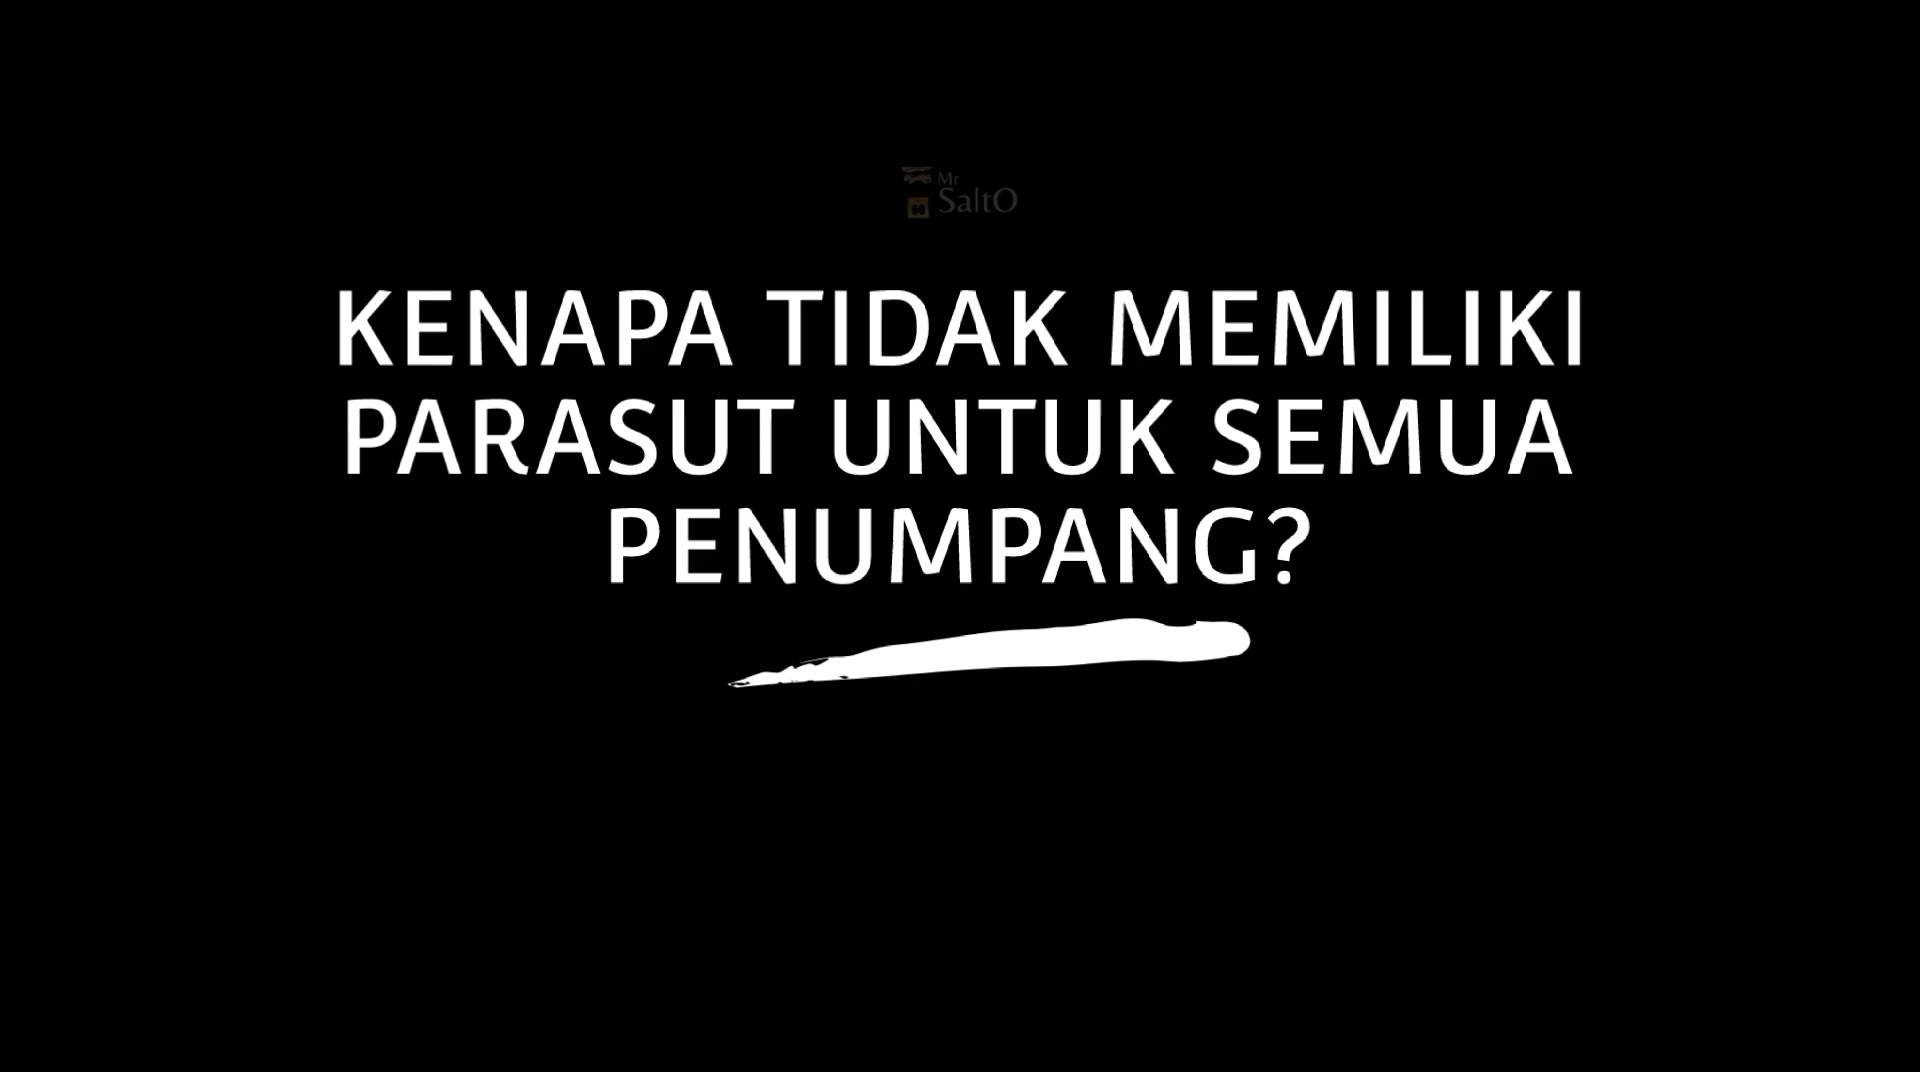 Mr
SaltO
KENAPA TIDAK MEMILIKI
PARASUT UNTUK SEMUA
PENUMPANG?